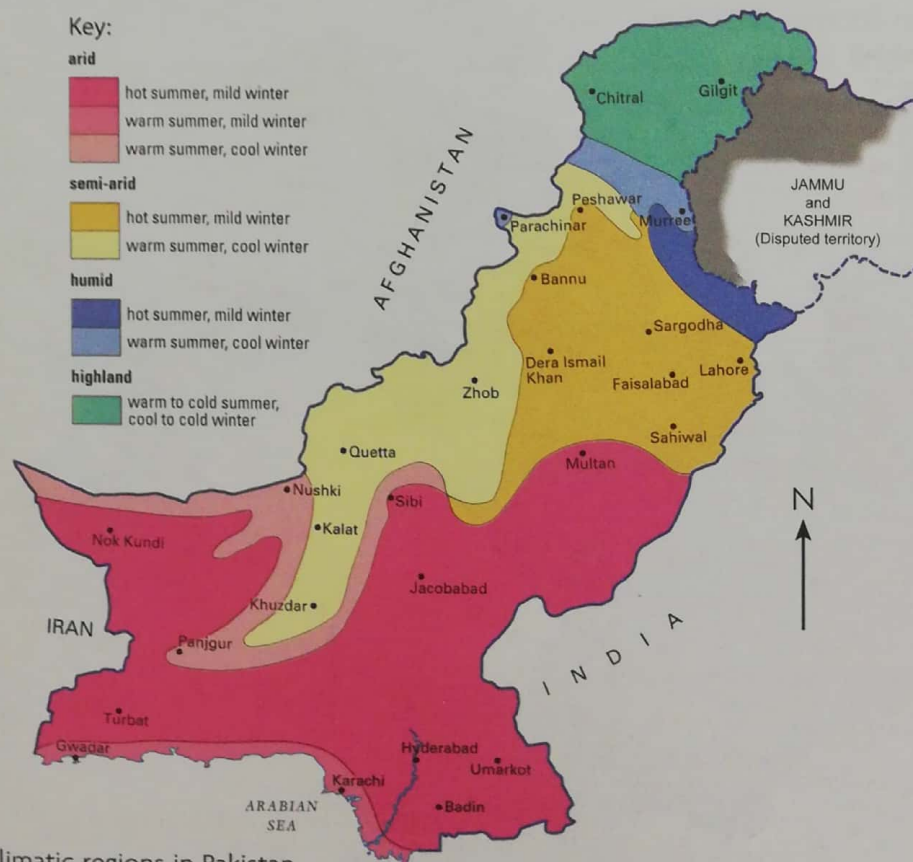 Key:
arid
hot summer, mild winter
warm summer, mild winter
warm summer, cool winter
semi-arid
hot summer, mild winter
warm summer, cool winter
humid
hot summer, mild winter
warm summer, cool winter
highland
warm to cold summer,
cool to cold winter
Chitral
Gilgit
AFGHANISTAN
JAMMU
and
KASHMIR
(Disputed territory)
Peshawar
Murree
Parachinar
Bannu
Sargodha
Dera Ismail
Khan
Lahore
Faisalabad
Zhob
Sahiwal
Quetta
Multan
Nushki
Sibi
N
Kalat
Nok Kundi
Jacobabad
Khuzdar
IRAN
Panjgur
INDIA
Turbat
Gwadar
Hyderabad
Umarkot
Karachi
Badin
ARABIAN
SEA
limatic regions in Pakistan